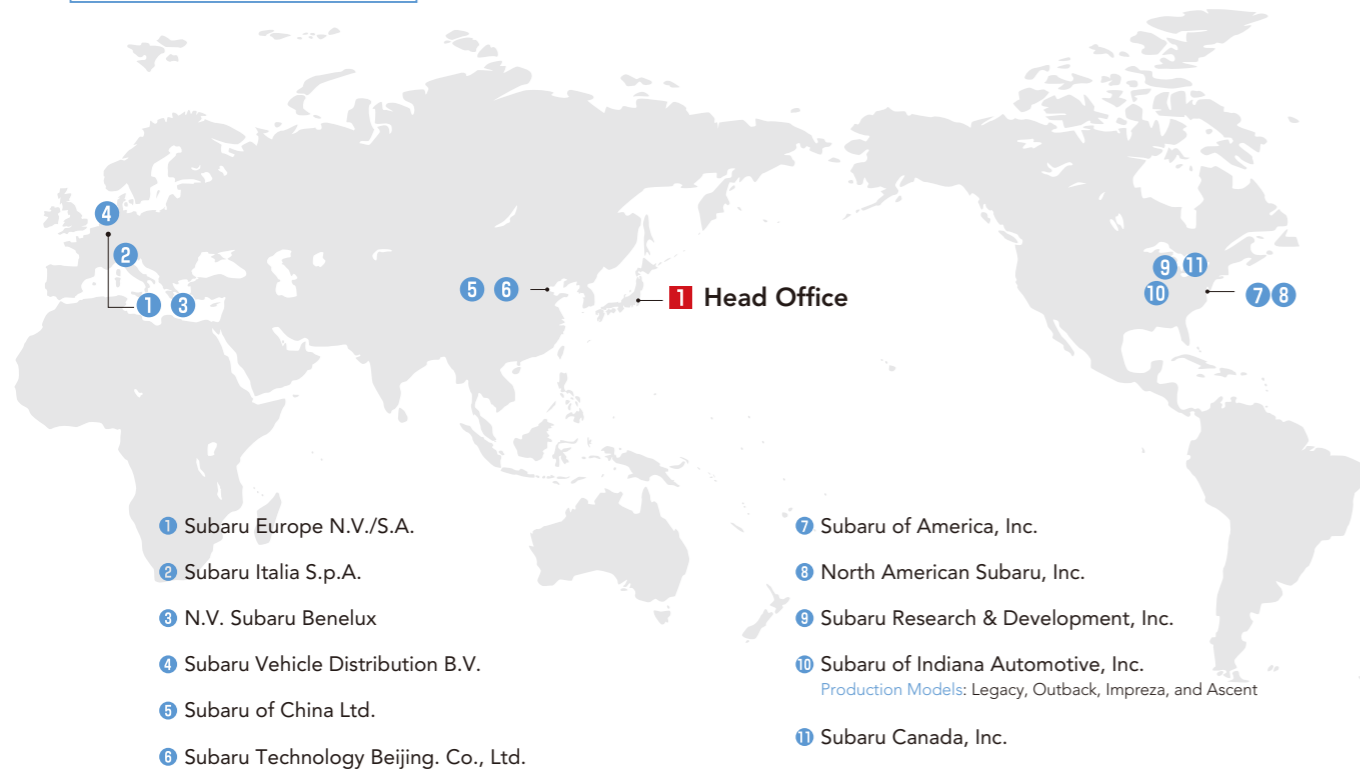 4
2
1 3
5 6
1 Head Office
9 11
10
7 8
1 Subaru Europe N.V./S.A.
2 Subaru Italia S.p.A.
3 N.V. Subaru Benelux
4 Subaru Vehicle Distribution B.V.
5 Subaru of China Ltd.
6 Subaru Technology Beijing. Co., Ltd.
7 Subaru of America, Inc.
8 North American Subaru, Inc.
9 Subaru Research & Development, Inc.
10 Subaru of Indiana Automotive, Inc.
Production Models: Legacy, Outback, Impreza, and Ascent
11 Subaru Canada, Inc.